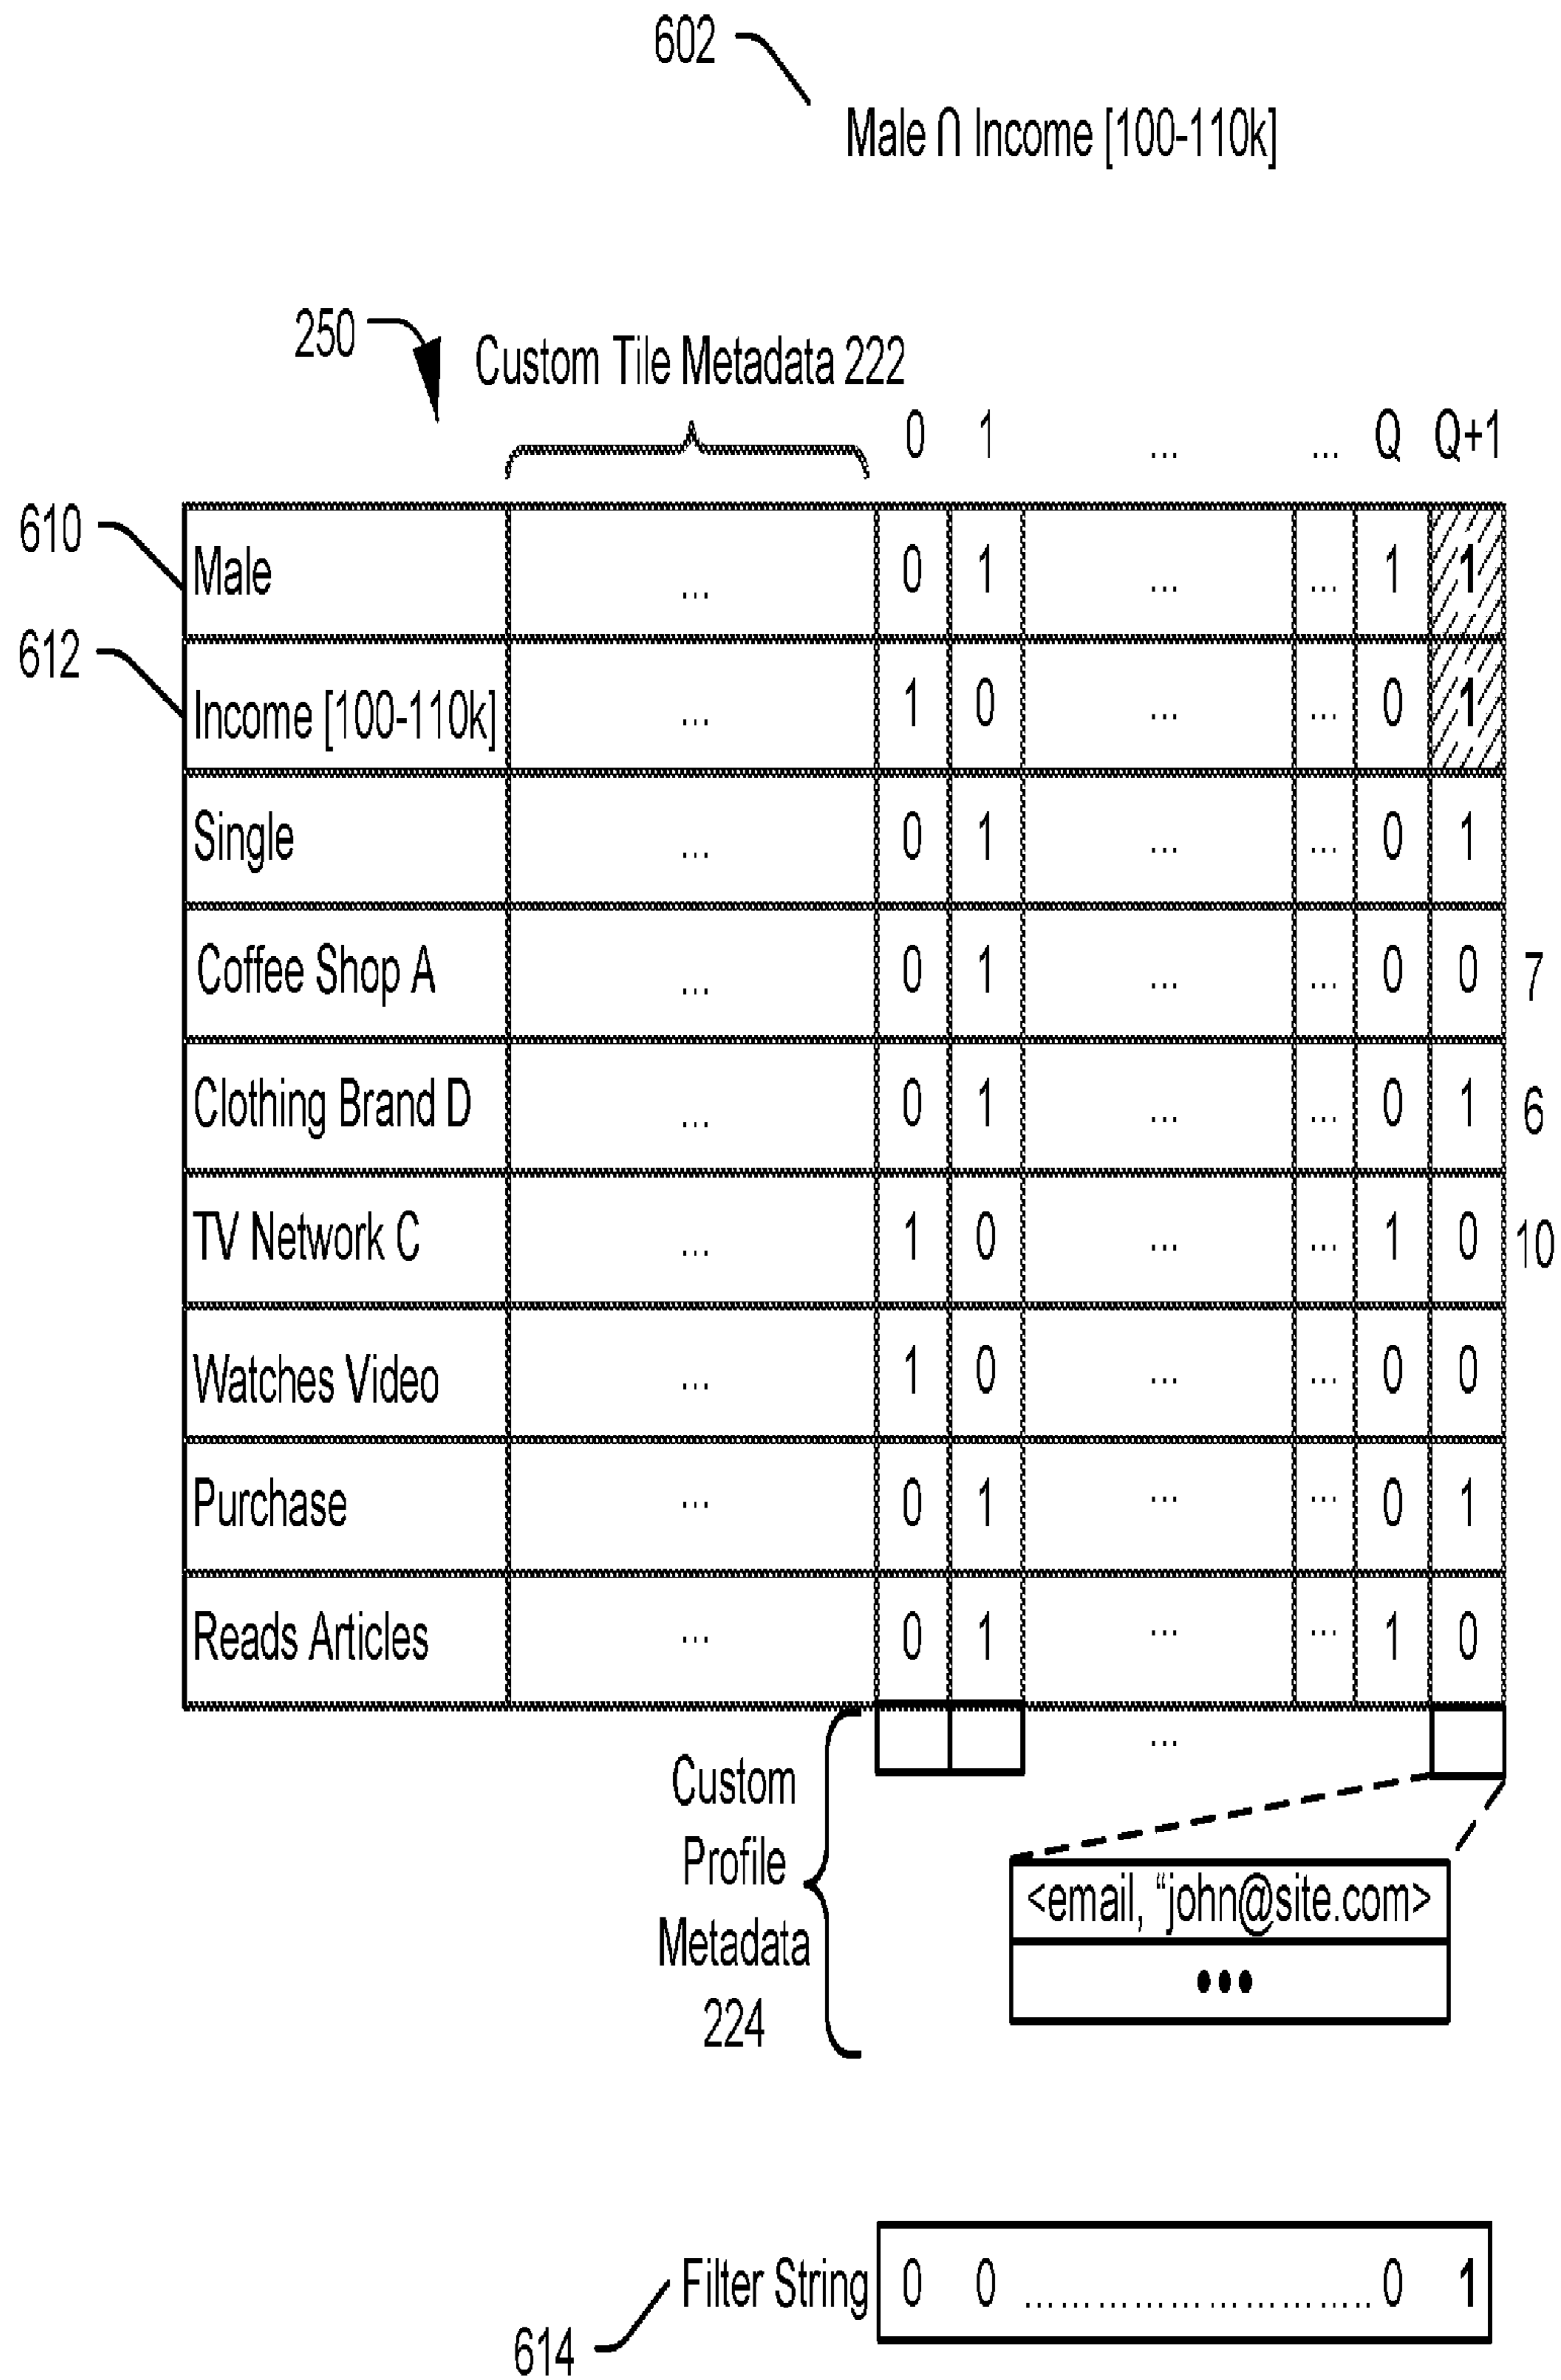 602
Male ∩ Income [100-110k]
250
Custom Tile Metadata 222
0 1 ... ... Q Q+1
610
Male ... 0 1 ... ... 1 1
612
Income [100-110k] ... 1 0 ... ... 0 1
Single ... 0 1 ... ... 0 1
Coffee Shop A ... 0 1 ... ... 0 0 7
Clothing Brand D ... 0 1 ... ... 0 1 6
TV Network C ... 1 0 ... ... 1 0 10
Watches Video ... 1 0 ... ... 0 0
Purchase ... 0 1 ... ... 0 1
Reads Articles ... 0 1 ... ... 1 0
...
Custom
Profile
Metadata
224
<email, “john@site.com>
•••
Filter String 0 0 .............................. 0 1
614